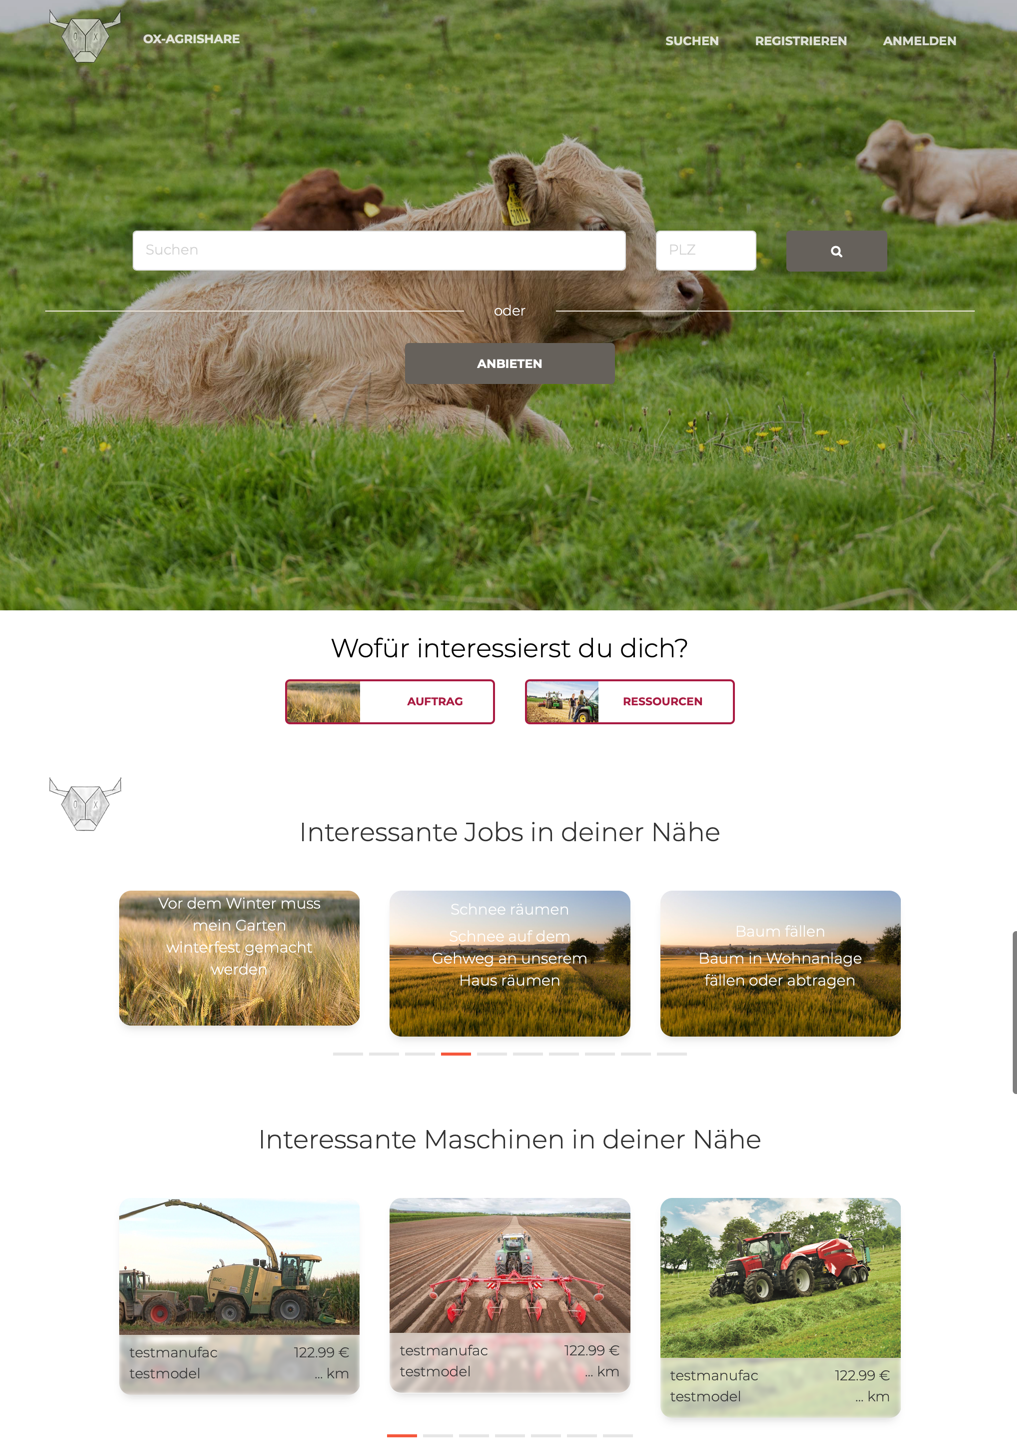 OX-AGRISHARE
SUCHEN REGISTRIEREN ANMELDEN
Suchen PLZ
oder
ANBIETEN
Wofür interessierst du dich?
AUFTRAG RESSOURCEN
Interessante Jobs in deiner Nähe
Vor dem Winter muss
mein Garten
winterfest gemacht
werden
Schnee räumen
Schnee auf dem
Gehweg an unserem
Haus räumen
Baum fällen
Baum in Wohnanlage
fällen oder abtragen
Interessante Maschinen in deiner Nähe
testmanufac 122.99 €
testmodel ... km
testmanufac 122.99 €
testmodel ... km
testmanufac 122.99 €
testmodel ... km